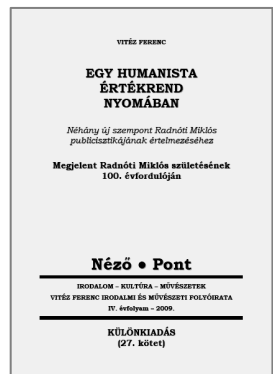 VITÉZ FERENC
EGY HUMANISTA
ÉRTÉKREND
NYOMÁBAN
Néhány új szempont Radnóti Miklós
publicisztikájának értelmezéséhez
Megjelent Radnóti Miklós születésének
100. évfordulóján
Néző ● Pont
IRODALOM – KULTÚRA – MŰVÉSZETEK
VITÉZ FERENC IRODALMI ÉS MŰVÉSZETI FOLYÓIRATA
IV. évfolyam – 2009.
KÜLÖNKIADÁS
(27. kötet)